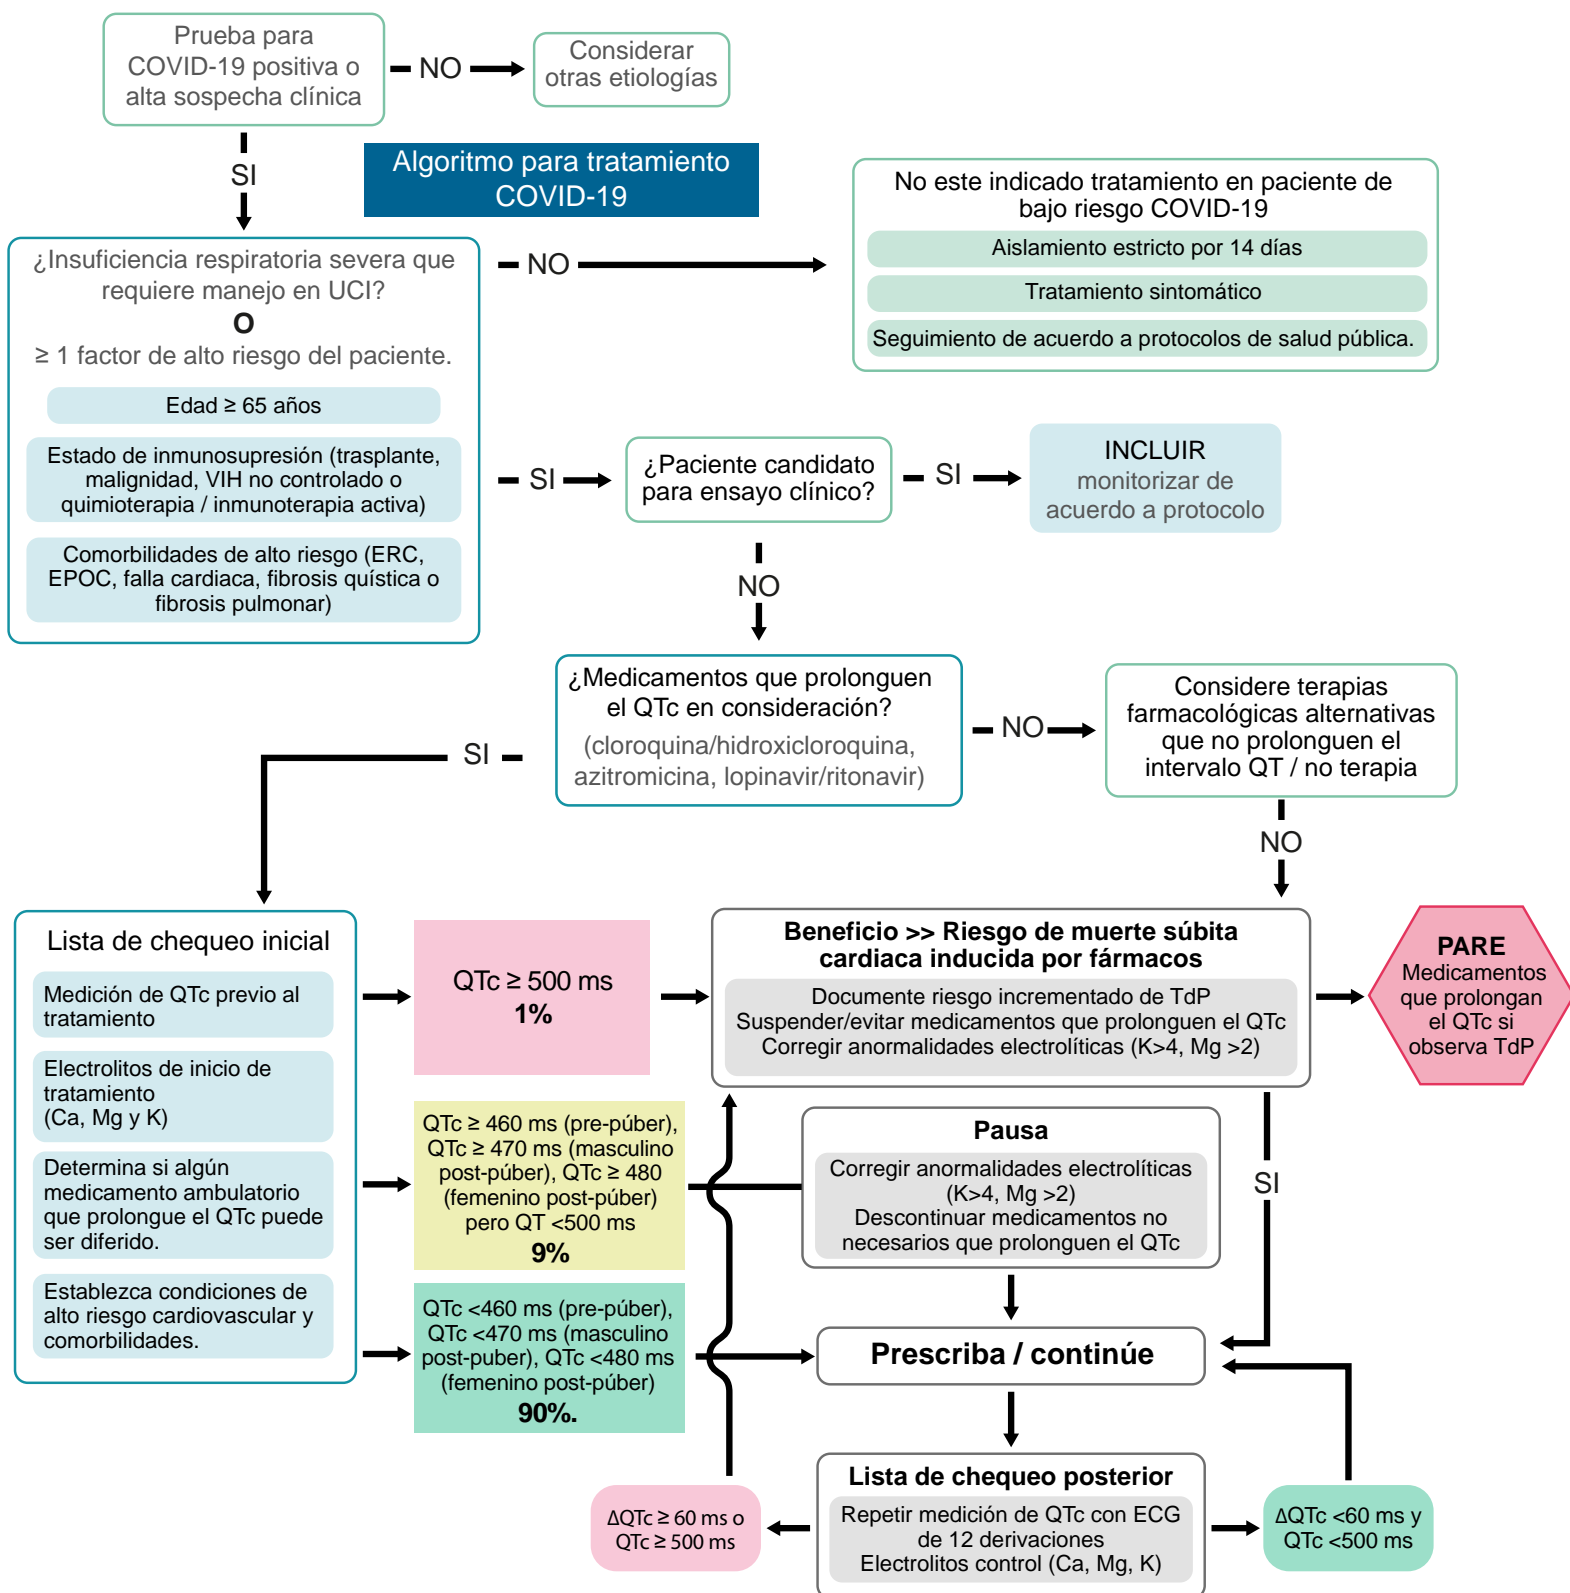 Prueba para
COVID-19 positiva o
alta sospecha clínica
NO
Considerar
otras etiologías
SI
Algoritmo para tratamiento
COVID-19
No este indicado tratamiento en paciente de
bajo riesgo COVID-19
Aislamiento estricto por 14 días
Tratamiento sintomático
Seguimiento de acuerdo a protocolos de salud pública.
¿Insuficiencia respiratoria severa que
requiere manejo en UCI?
O
≥ 1 factor de alto riesgo del paciente.
NO
Edad ≥ 65 años
Estado de inmunosupresión (trasplante,
malignidad, VIH no controlado o
quimioterapia / inmunoterapia activa)
Comorbilidades de alto riesgo (ERC,
EPOC, falla cardiaca, fibrosis quística o
fibrosis pulmonar)
SI
¿Paciente candidato
para ensayo clínico?
SI
INCLUIR
monitorizar de
acuerdo a protocolo
NO
¿Medicamentos que prolonguen
el QTc en consideración?
(cloroquina/hidroxicloroquina,
azitromicina, lopinavir/ritonavir)
NO
Considere terapias
farmacológicas alternativas
que no prolonguen el
intervalo QT / no terapia
SI
NO
Lista de chequeo inicial
Medición de QTc previo al
tratamiento
Electrolitos de inicio de
tratamiento
(Ca, Mg y K)
Determina si algún
medicamento ambulatorio
que prolongue el QTc puede
ser diferido.
Establezca condiciones de
alto riesgo cardiovascular y
comorbilidades.
QTc ≥ 500 ms
1%
QTc ≥ 460 ms (pre-púber),
QTc ≥ 470 ms (masculino
post-púber), QTc ≥ 480
(femenino post-púber)
pero QT <500 ms
9%
QTc <460 ms (pre-púber),
QTc <470 ms (masculino
post-puber), QTc <480 ms
(femenino post-púber)
90%.
Beneficio >> Riesgo de muerte súbita
cardiaca inducida por fármacos
Documente riesgo incrementado de TdP
Suspender/evitar medicamentos que prolonguen el QTc
Corregir anormalidades electrolíticas (K>4, Mg >2)
PARE
Medicamentos
que prolongan
el QTc si
observa TdP
Pausa
Corregir anormalidades electrolíticas
(K>4, Mg >2)
Descontinuar medicamentos no
necesarios que prolonguen el QTc
SI
Prescriba / continúe
Lista de chequeo posterior
Repetir medición de QTc con ECG
de 12 derivaciones
Electrolitos control (Ca, Mg, K)
ΔQTc ≥ 60 ms o
QTc ≥ 500 ms
ΔQTc <60 ms y
QTc <500 ms